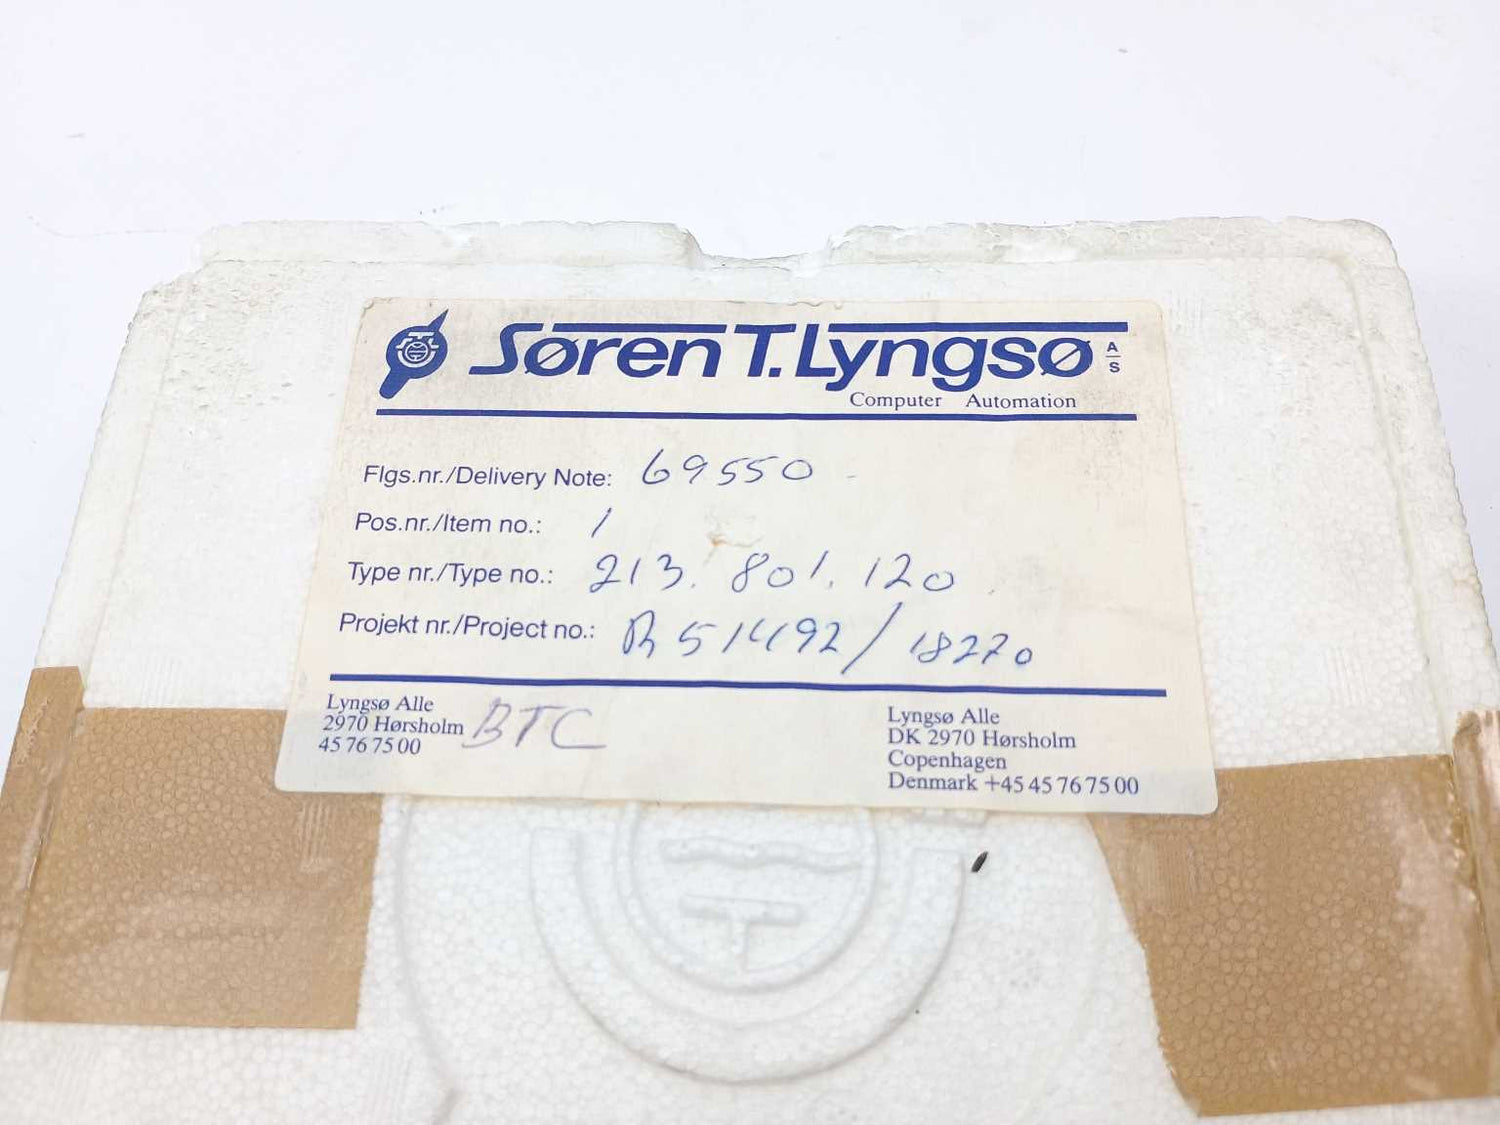 Søren T. Lyngsø A/S
Computer Automation
Flgs.nr./Delivery Note: 69550
Pos.nr./Item no.: 1
Type nr./Type no.: 213.801.120
Projekt nr./Project no.: R 51492/18270
Lyngsø Alle
2970 Hørsholm BTC
45 76 75 00
Lyngsø Alle
DK 2970 Hørsholm
Copenhagen
Denmark +45 45 76 75 00